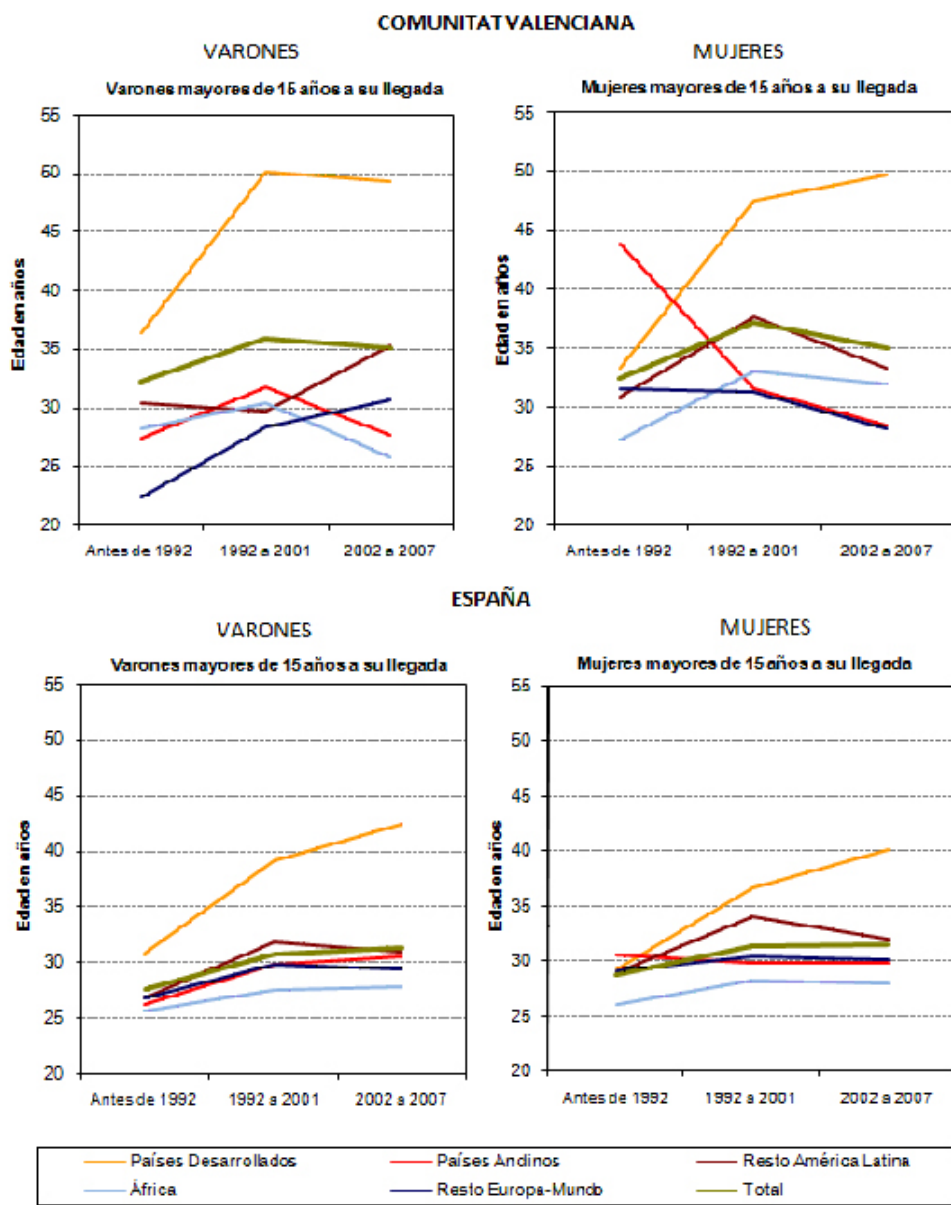 COMUNITAT VALENCIANA
VARONES
MUJERES
Varones mayores de 15 años a su llegada
Mujeres mayores de 15 años a su llegada
Edad en años
55
50
45
40
35
30
25
20
Antes de 1992
1992 a 2001
2002 a 2007
Edad en años
55
50
45
40
35
30
25
20
Antes de 1992
1992 a 2001
2002 a 2007
ESPAÑA
VARONES
MUJERES
Varones mayores de 15 años a su llegada
Mujeres mayores de 15 años a su llegada
Edad en años
55
50
45
40
35
30
25
20
Antes de 1992
1992 a 2001
2002 a 2007
Edad en años
55
50
45
40
35
30
25
20
Antes de 1992
1992 a 2001
2002 a 2007
Países Desarrollados
Países Andinos
Resto América Latina
África
Resto Europa-Mundo
Total